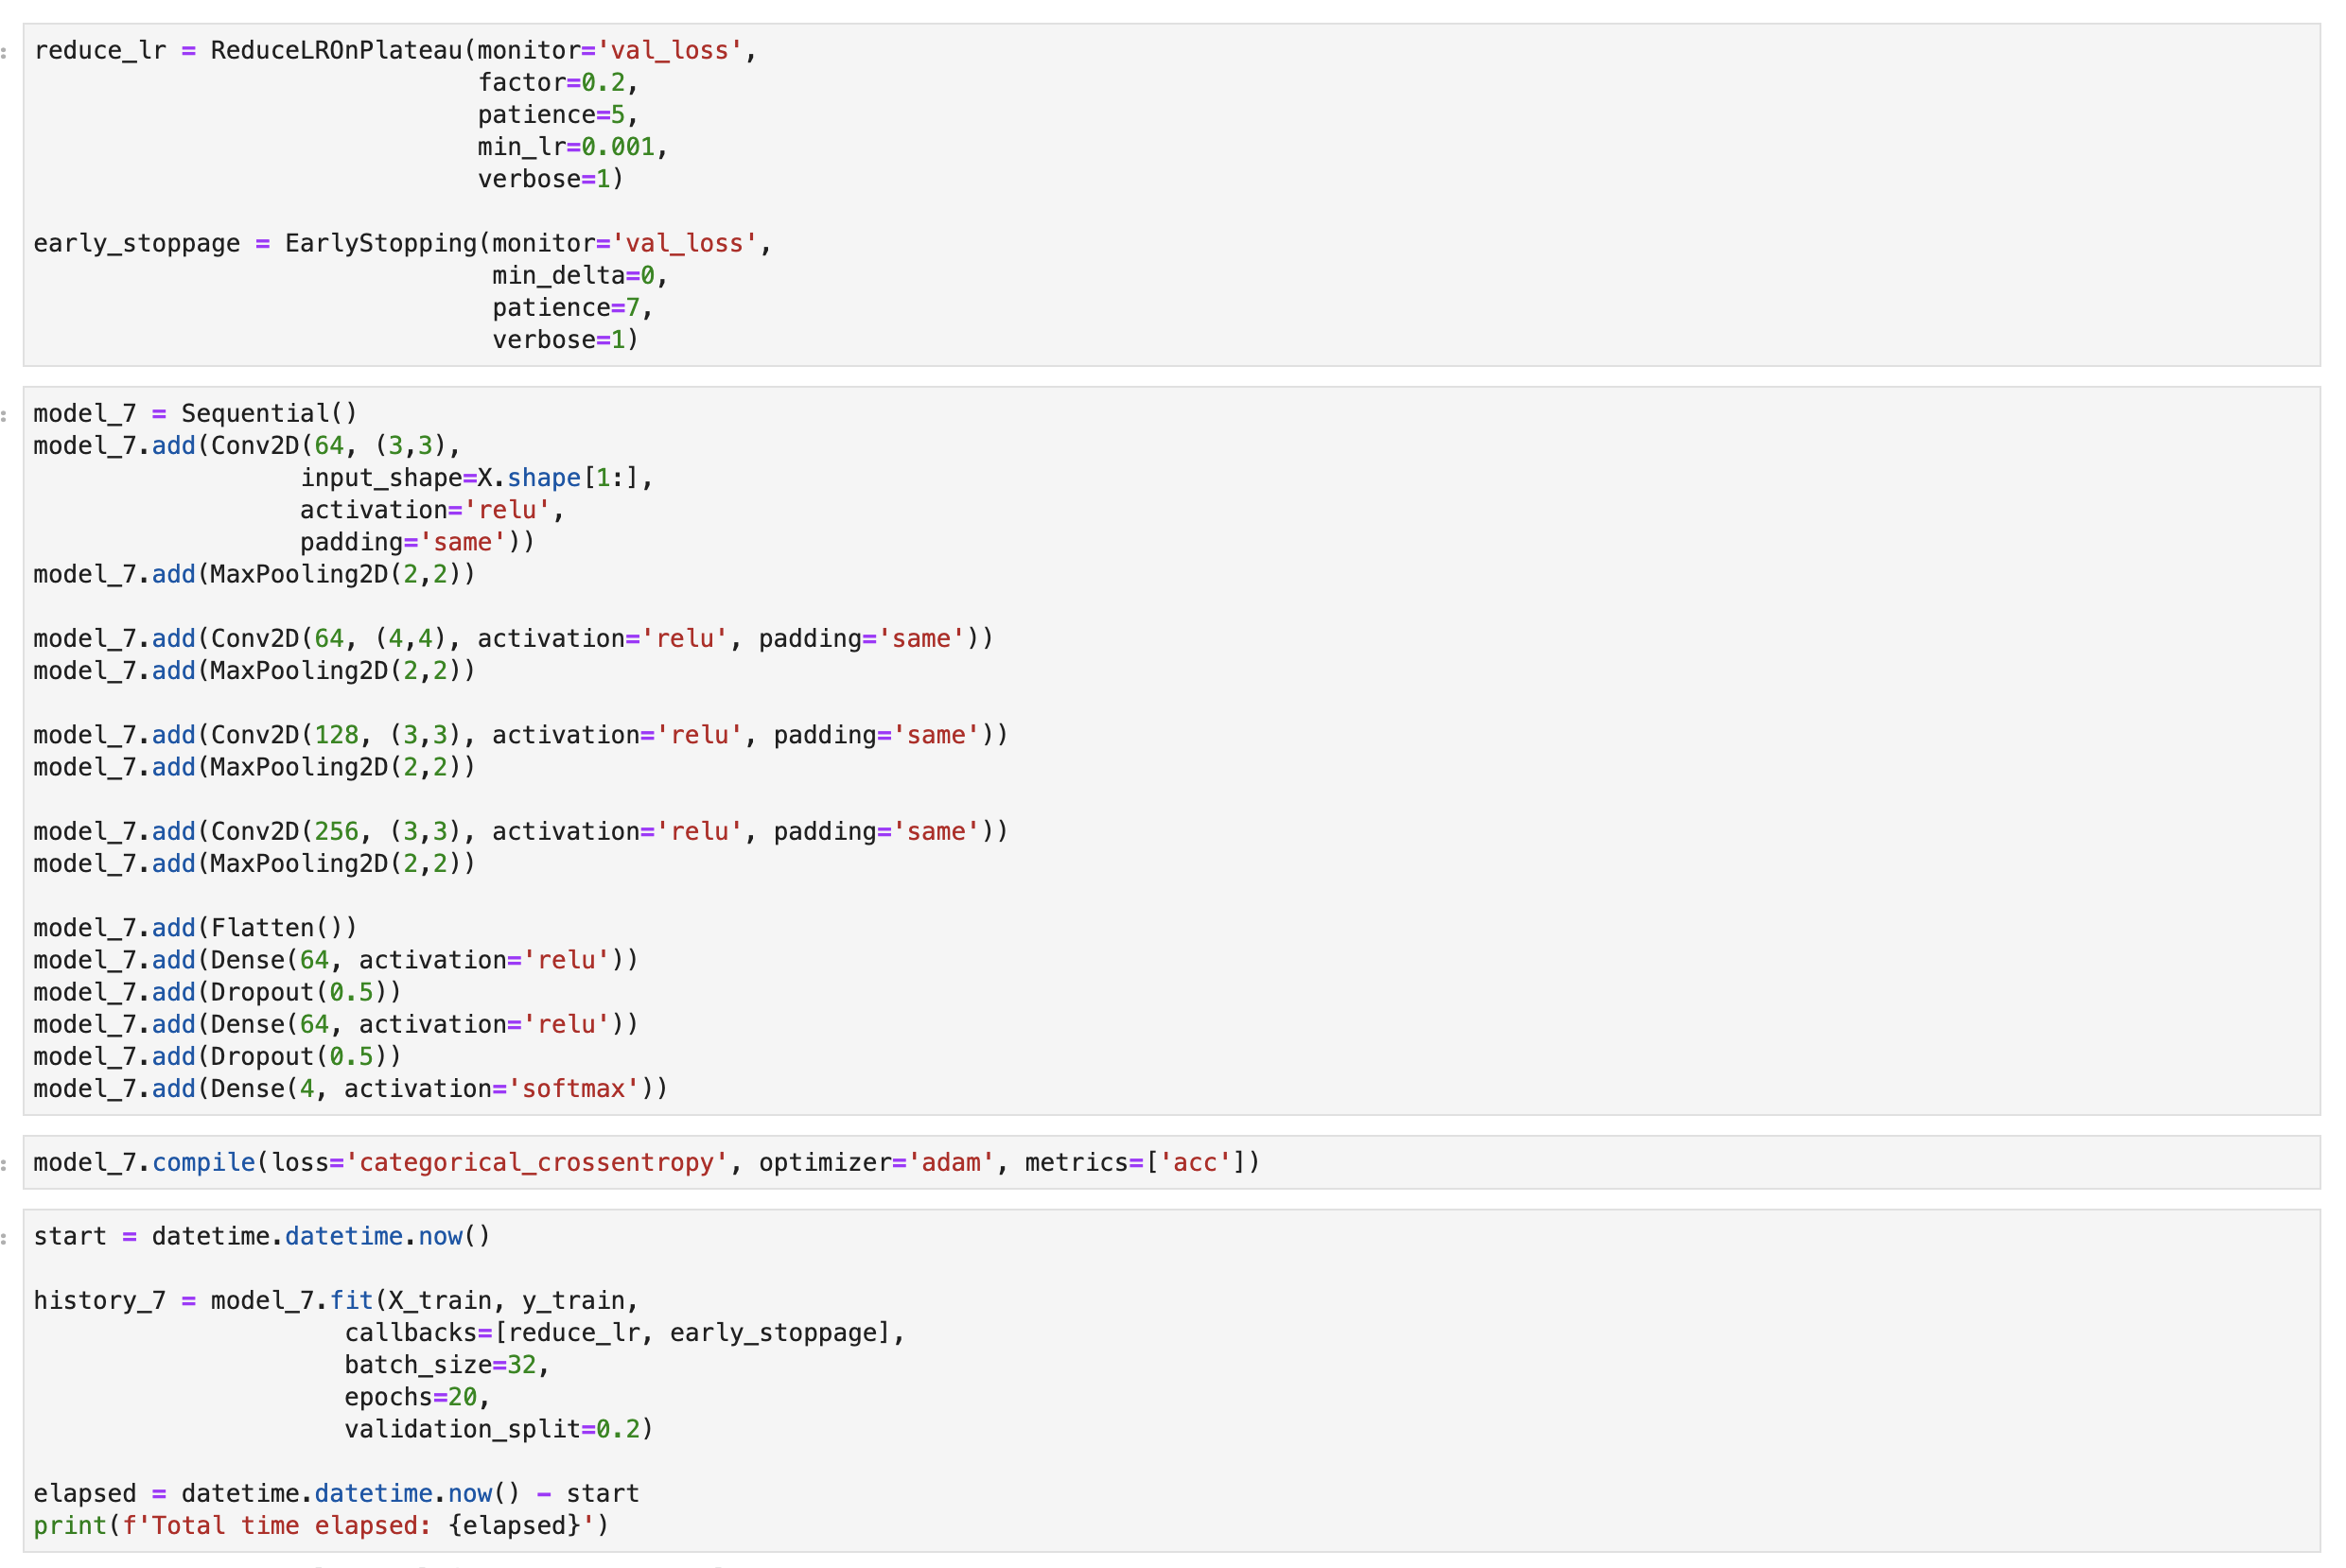 reduce_lr = ReduceLROnPlateau(monitor='val_loss',
                              factor=0.2,
                              patience=5,
                              min_lr=0.001,
                              verbose=1)

early_stoppage = EarlyStopping(monitor='val_loss',
                               min_delta=0,
                               patience=7,
                               verbose=1)

model_7 = Sequential()
model_7.add(Conv2D(64, (3,3),
                  input_shape=X.shape[1:],
                  activation='relu',
                  padding='same'))
model_7.add(MaxPooling2D(2,2))

model_7.add(Conv2D(64, (4,4), activation='relu', padding='same'))
model_7.add(MaxPooling2D(2,2))

model_7.add(Conv2D(128, (3,3), activation='relu', padding='same'))
model_7.add(MaxPooling2D(2,2))

model_7.add(Conv2D(256, (3,3), activation='relu', padding='same'))
model_7.add(MaxPooling2D(2,2))

model_7.add(Flatten())
model_7.add(Dense(64, activation='relu'))
model_7.add(Dropout(0.5))
model_7.add(Dense(64, activation='relu'))
model_7.add(Dropout(0.5))
model_7.add(Dense(4, activation='softmax'))

model_7.compile(loss='categorical_crossentropy', optimizer='adam', metrics=['acc'])

start = datetime.datetime.now()

history_7 = model_7.fit(X_train, y_train,
                     callbacks=[reduce_lr, early_stoppage],
                     batch_size=32,
                     epochs=20,
                     validation_split=0.2)

elapsed = datetime.datetime.now() - start
print(f'Total time elapsed: {elapsed}')